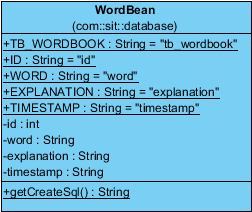 WordBean
(com::sit::database)
+TB_WORDBOOK : String = "tb_wordbook"
+ID : String = "id"
+WORD : String = "word"
+EXPLANATION : String = "explanation"
+TIMESTAMP : String = "timestamp"
-id : int
-word : String
-explanation : String
-timestamp : String
+getCreateSql() : String